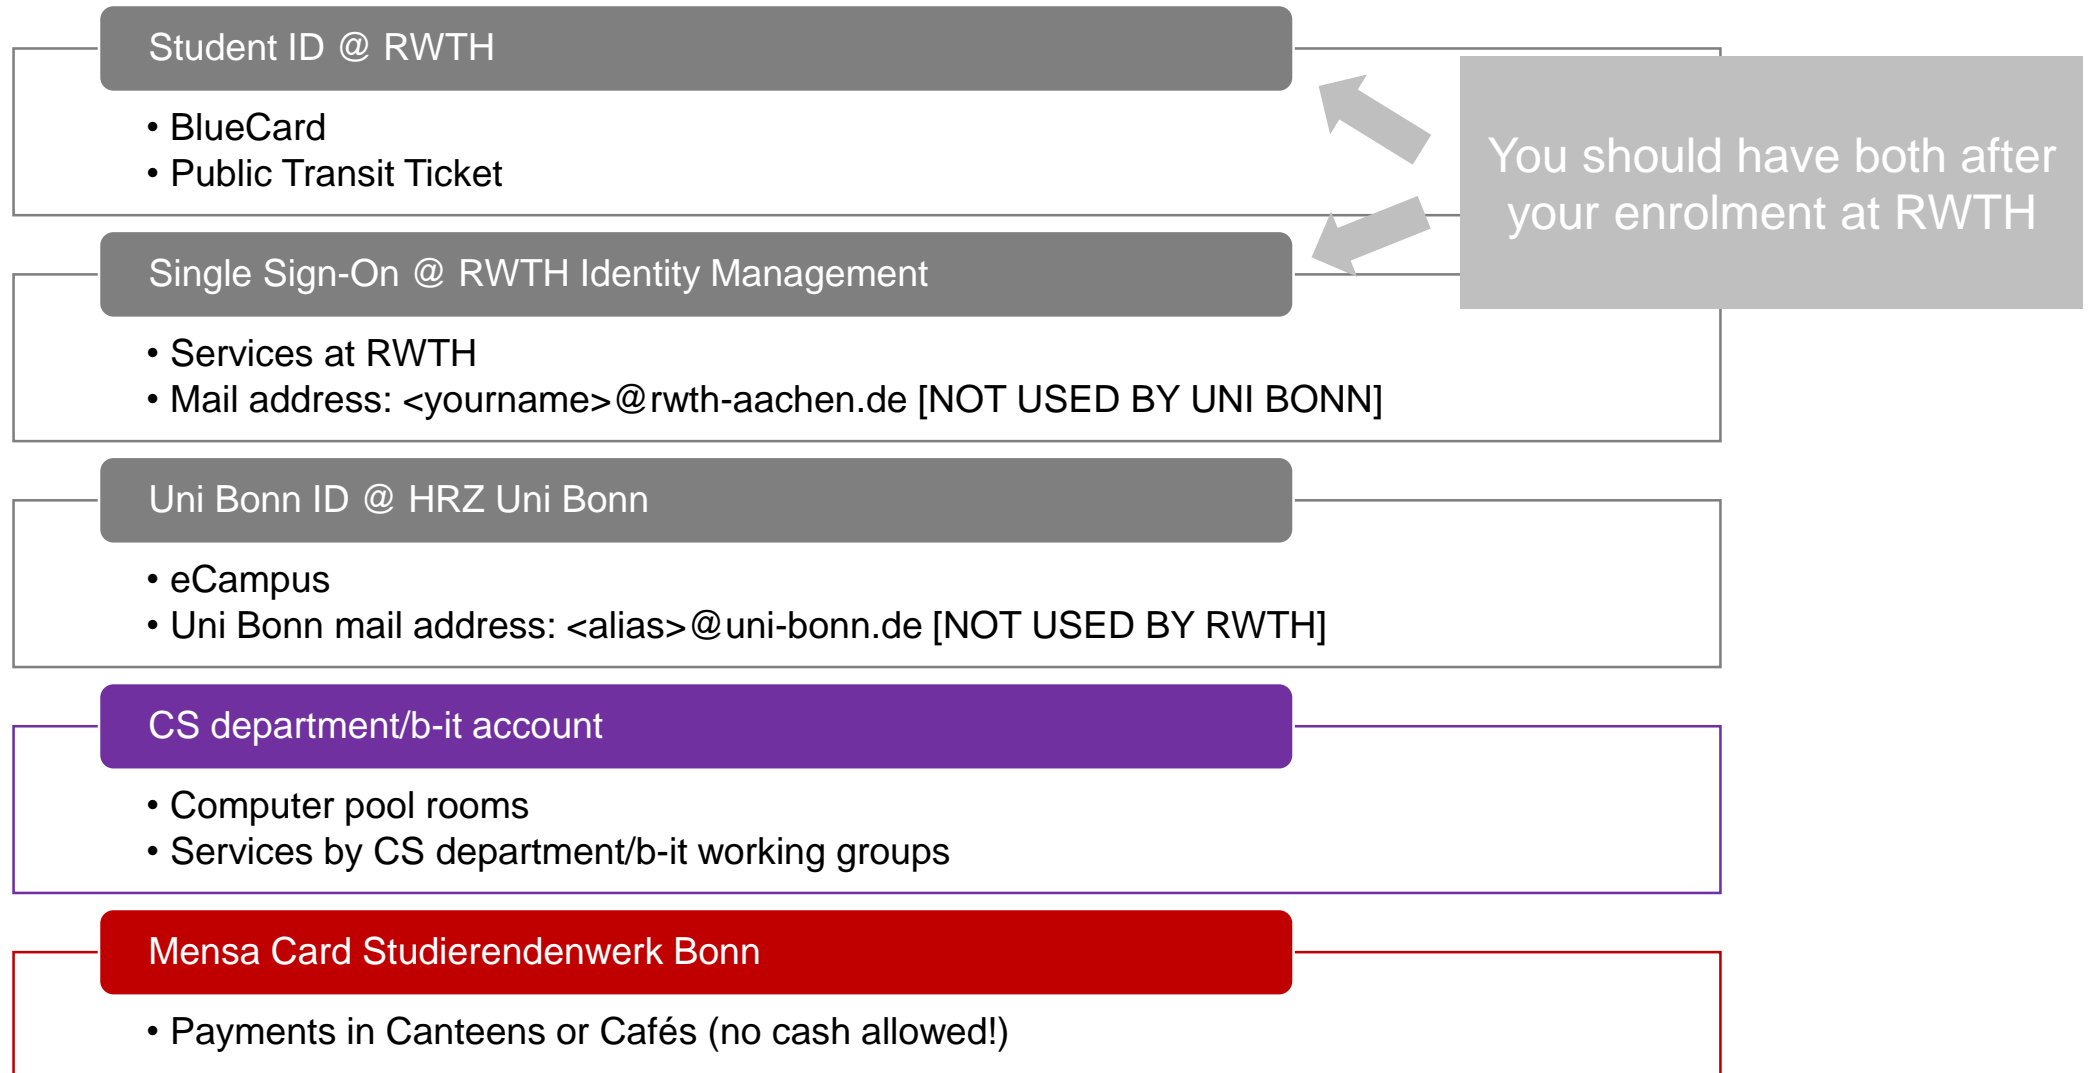 Student ID @ RWTH
• BlueCard
• Public Transit Ticket
You should have both after
your enrolment at RWTH
Single Sign-On @ RWTH Identity Management
• Services at RWTH
• Mail address: <yourname>@rwth-aachen.de [NOT USED BY UNI BONN]
Uni Bonn ID @ HRZ Uni Bonn
• eCampus
• Uni Bonn mail address: <alias>@uni-bonn.de [NOT USED BY RWTH]
CS department/b-it account
• Computer pool rooms
• Services by CS department/b-it working groups
Mensa Card Studierendenwerk Bonn
• Payments in Canteens or Cafés (no cash allowed!)